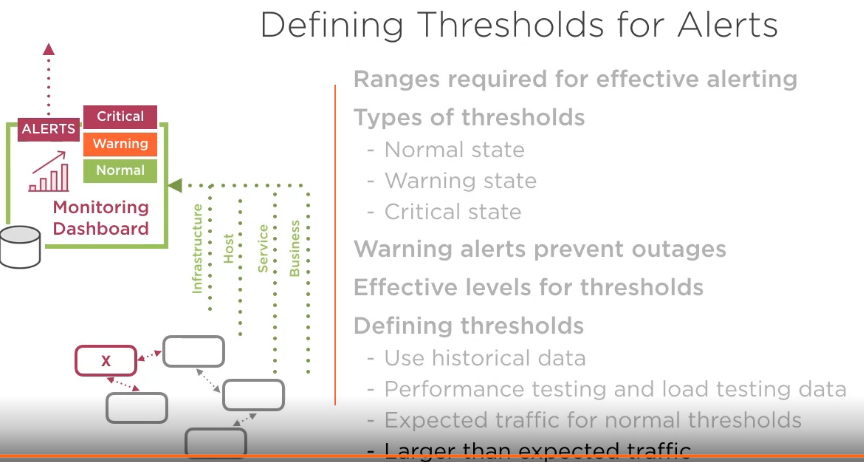 Defining Thresholds for Alerts
ALERTS
Critical
Warning
Normal
Monitoring
Dashboard
Infrastructure
Host
Service
Business
X
Ranges required for effective alerting
Types of thresholds
- Normal state
- Warning state
- Critical state
Warning alerts prevent outages
Effective levels for thresholds
Defining thresholds
- Use historical data
- Performance testing and load testing data
- Expected traffic for normal thresholds
- Larger than expected traffic